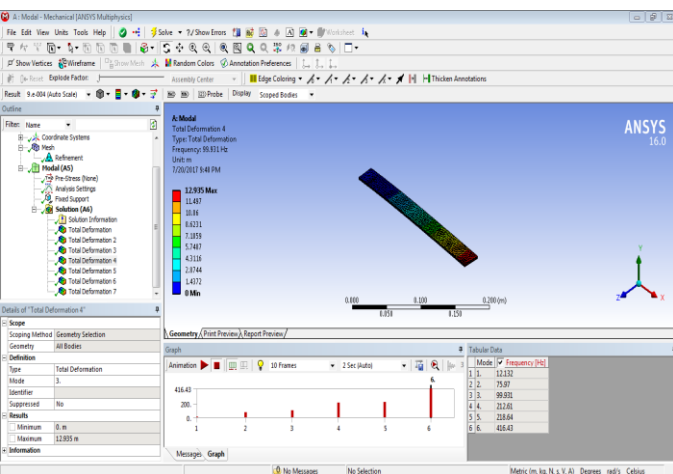 A : Modal - Mechanical [ANSYS Multiphysics]
File Edit View Units Tools Help Solve ?/ Show Errors Worksheet
Show Vertices Wireframe Show Mesh Random Colors Annotation Preferences
Reset Explode Factor: Assembly Center Edge Coloring Thicken Annotations
Result 9.e-004 (Auto Scale) Probe Display Scoped Bodies
Outline
Filter: Name
Coordinate Systems
Mesh
Refinement
Modal (A5)
Pre-Stress (None)
Analysis Settings
Fixed Support
Solution (A6)
Solution Information
Total Deformation
Total Deformation 2
Total Deformation 3
Total Deformation 4
Total Deformation 5
Total Deformation 6
Total Deformation 7
Details of "Total Deformation 4"
Scope
Scoping Method Geometry Selection
Geometry All Bodies
Definition
Type Total Deformation
Mode 3.
Identifier
Suppressed No
Results
Minimum 0. m
Maximum 12.935 m
Information
A: Modal
Total Deformation 4
Type: Total Deformation
Frequency: 99.931 Hz
Unit: m
7/20/2017 9:48 PM
12.935 Max
11.497
10.06
8.6231
7.1859
5.7487
4.3116
2.8744
1.4372
0 Min
ANSYS
16.0
0.000 0.100 0.200 (m)
0.050 0.150
Y
Z X
Geometry Print Preview Report Preview
Graph
Animation 10 Frames 2 Sec (Auto)
6.
416.43
200.
0.
1 2 3 4 5 6
Messages Graph
Tabular Data
Mode Frequency [Hz]
1 1. 12.132
2 2. 75.97
3 3. 99.931
4 4. 212.61
5 5. 218.64
6 6. 416.43
No Messages No Selection Metric (m, kg, N, s, V, A) Degrees rad/s Celsius